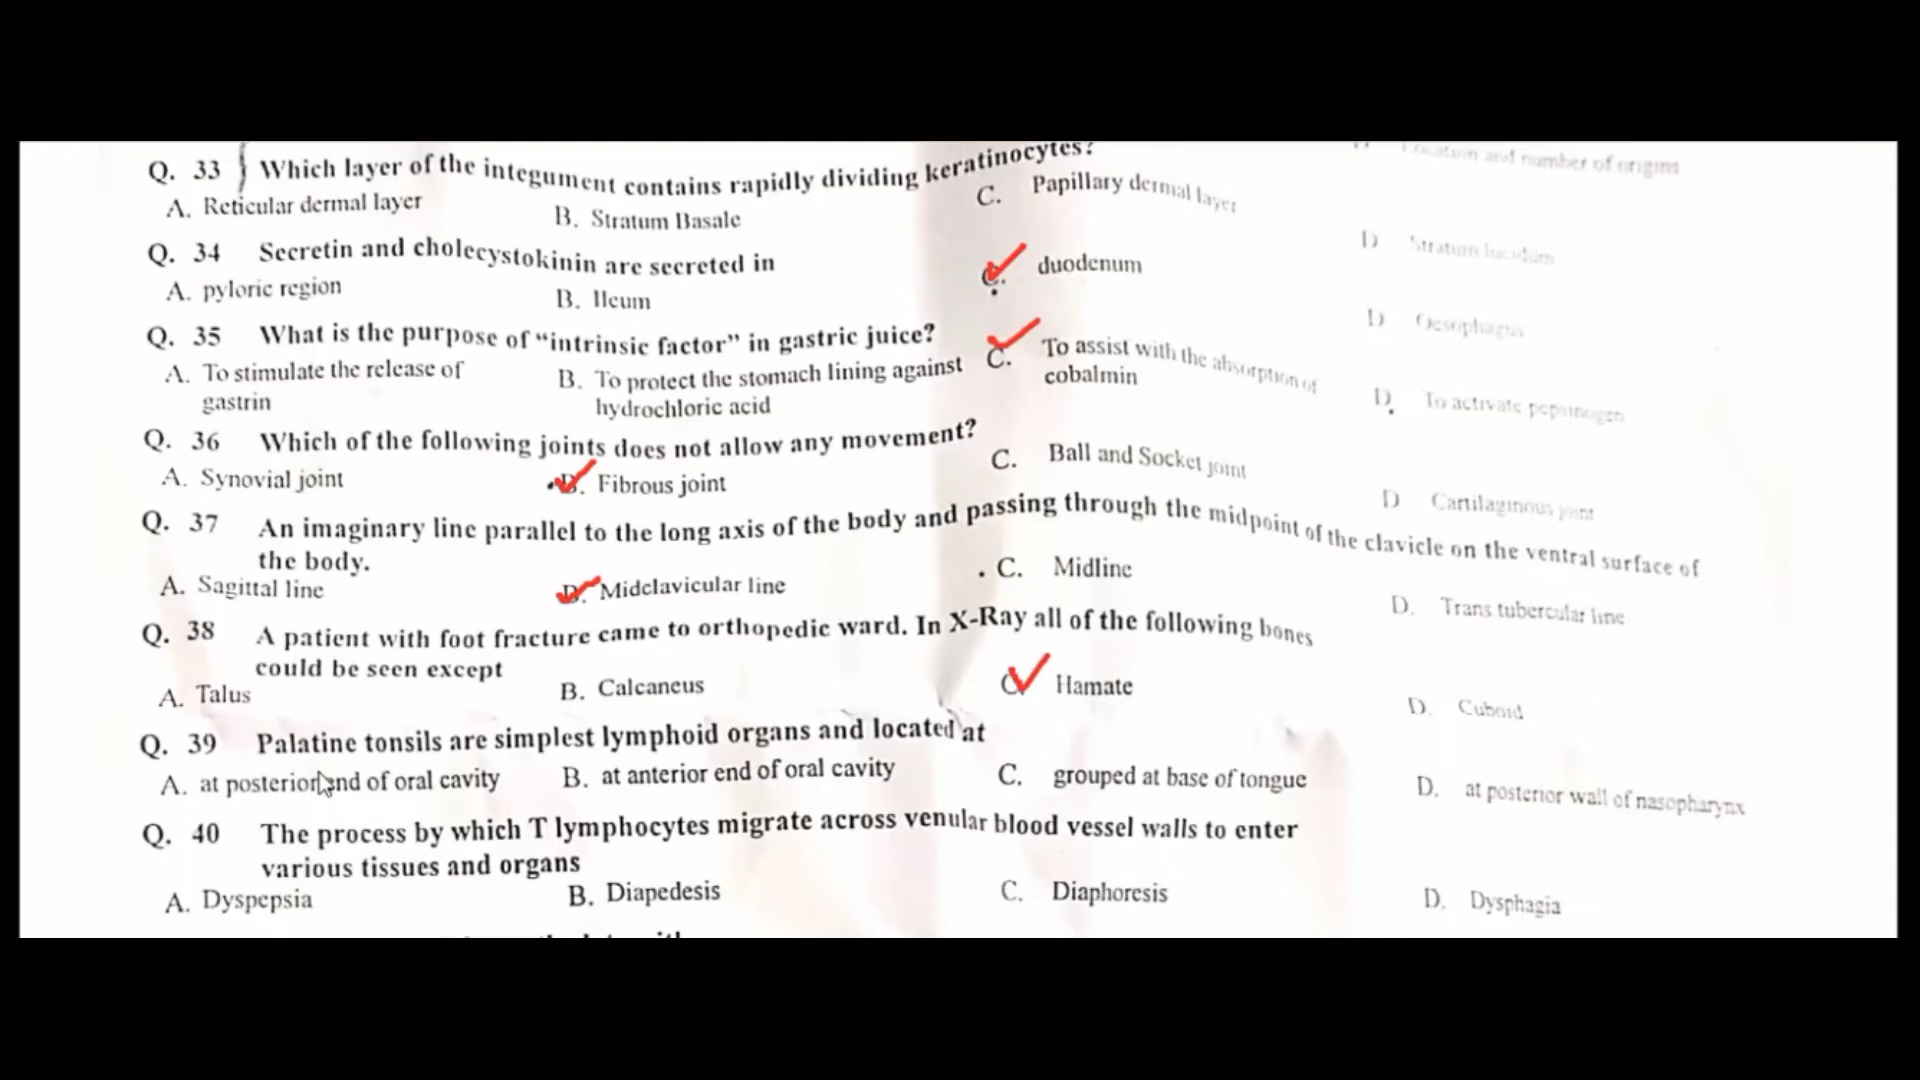 D. Location and number of origins
Q. 33 Which layer of the integument contains rapidly dividing keratinocytes?
A. Reticular dermal layer B. Stratum Basale C. Papillary dermal layer D Stratum lucidum
Q. 34 Secretin and cholecystokinin are secreted in
A. pyloric region B. Ileum C. duodenum D Oesophagus
Q. 35 What is the purpose of “intrinsic factor” in gastric juice?
A. To stimulate the release of B. To protect the stomach lining against C. To assist with the absorption of D. To activate pepsinogen
gastrin hydrochloric acid cobalmin
Q. 36 Which of the following joints does not allow any movement?
A. Synovial joint B. Fibrous joint C. Ball and Socket joint D. Cartilaginous joint
Q. 37 An imaginary line parallel to the long axis of the body and passing through the midpoint of the clavicle on the ventral surface of
the body.
A. Sagittal line B. Midclavicular line C. Midline D. Trans tubercular line
Q. 38 A patient with foot fracture came to orthopedic ward. In X-Ray all of the following bones
could be seen except
A. Talus B. Calcaneus C. Hamate D. Cuboid
Q. 39 Palatine tonsils are simplest lymphoid organs and located at
A. at posterior end of oral cavity B. at anterior end of oral cavity C. grouped at base of tongue D. at posterior wall of nasopharynx
Q. 40 The process by which T lymphocytes migrate across venular blood vessel walls to enter
various tissues and organs
A. Dyspepsia B. Diapedesis C. Diaphoresis D. Dysphagia